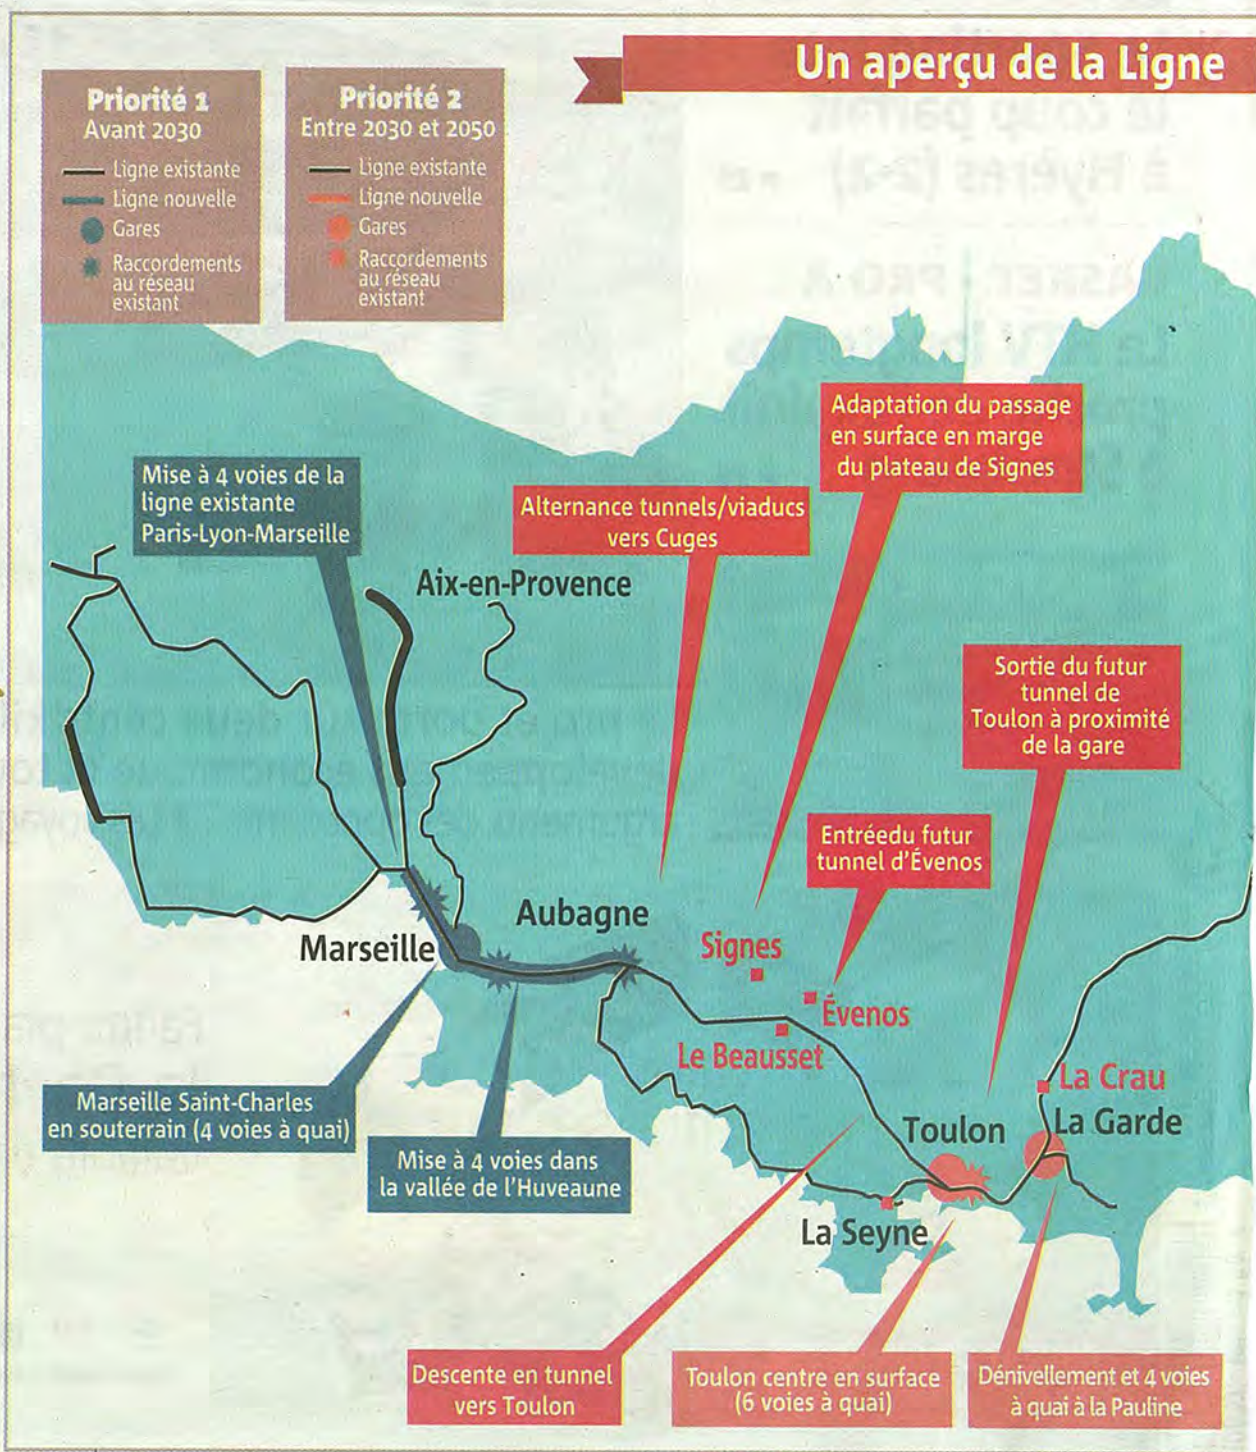 Un aperçu de la Ligne
Priorité 1
Avant 2030
Ligne existante
Ligne nouvelle
Gares
Raccordements
au réseau
existant
Priorité 2
Entre 2030 et 2050
Ligne existante
Ligne nouvelle
Gares
Raccordements
au réseau
existant
Adaptation du passage
en surface en marge
du plateau de Signes
Mise à 4 voies de la
ligne existante
Paris-Lyon-Marseille
Alternance tunnels/viaducs
vers Cuges
Aix-en-Provence
Sortie du futur
tunnel de
Toulon à proximité
de la gare
Entréedu futur
tunnel d'Évenos
Aubagne
Marseille
Signes
Évenos
Le Beausset
La Crau
La Garde
Toulon
La Seyne
Marseille Saint-Charles
en souterrain (4 voies à quai)
Mise à 4 voies dans
la vallée de l'Huveaune
Descente en tunnel
vers Toulon
Toulon centre en surface
(6 voies à quai)
Dénivellement et 4 voies
à quai à la Pauline